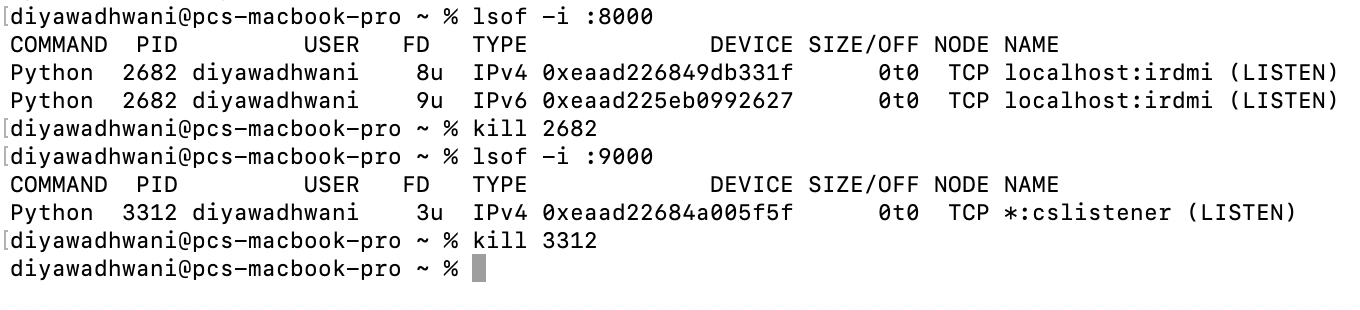 [diyawadhwani@pcs-macbook-pro ~ % lsof -i :8000
COMMAND  PID         USER   FD   TYPE             DEVICE SIZE/OFF NODE NAME
Python  2682 diyawadhwani    8u  IPv4 0xeaad226849db331f      0t0  TCP localhost:irdmi (LISTEN)
Python  2682 diyawadhwani    9u  IPv6 0xeaad225eb0992627      0t0  TCP localhost:irdmi (LISTEN)
[diyawadhwani@pcs-macbook-pro ~ % kill 2682
[diyawadhwani@pcs-macbook-pro ~ % lsof -i :9000
COMMAND  PID         USER   FD   TYPE             DEVICE SIZE/OFF NODE NAME
Python  3312 diyawadhwani    3u  IPv4 0xeaad22684a005f5f      0t0  TCP *:cslistener (LISTEN)
[diyawadhwani@pcs-macbook-pro ~ % kill 3312
diyawadhwani@pcs-macbook-pro ~ %